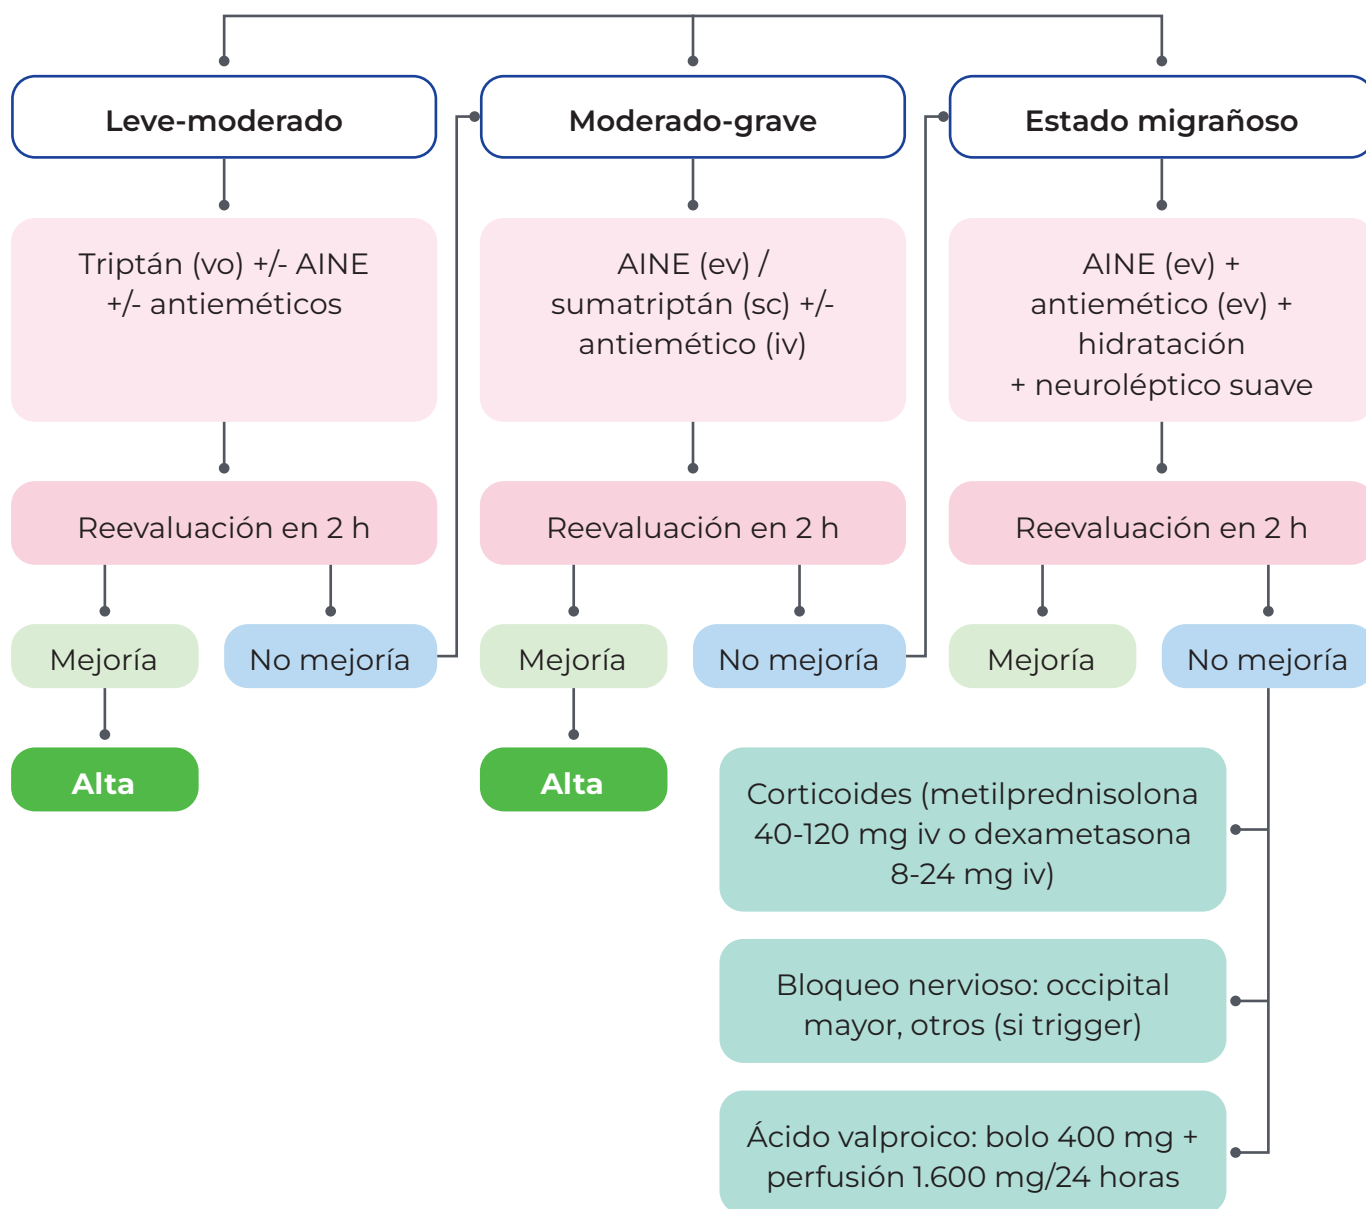 Leve-moderado
Moderado-grave
Estado migrañoso
Triptán (vo) +/- AINE
+/- antieméticos
AINE (ev) /
sumatriptán (sc) +/-
antiemético (iv)
AINE (ev) +
antiemético (ev) +
hidratación
+ neuroléptico suave
Reevaluación en 2 h
Reevaluación en 2 h
Reevaluación en 2 h
Mejoría
No mejoría
Mejoría
No mejoría
Mejoría
No mejoría
Alta
Alta
Corticoides (metilprednisolona
40-120 mg iv o dexametasona
8-24 mg iv)
Bloqueo nervioso: occipital
mayor, otros (si trigger)
Ácido valproico: bolo 400 mg +
perfusión 1.600 mg/24 horas